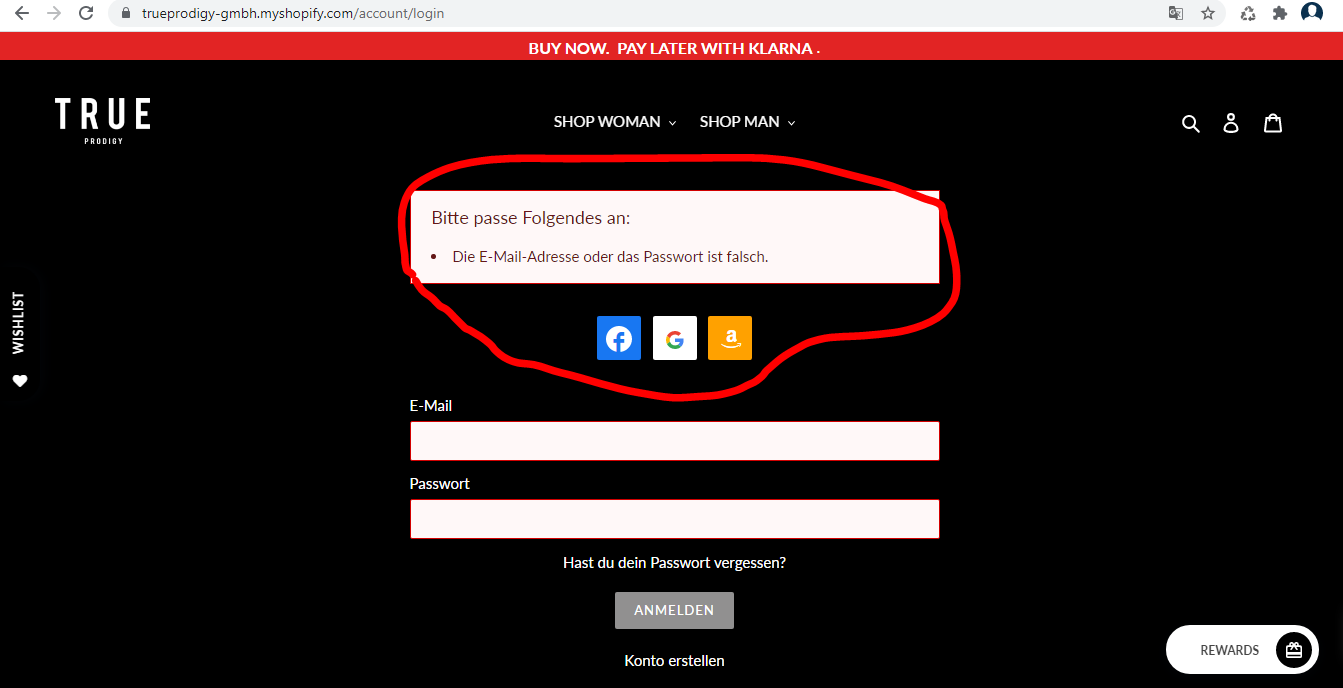 trueprodigy-gmbh.myshopify.com/account/login
BUY NOW. PAY LATER WITH KLARNA .
TRUE
PRODIGY
SHOP WOMAN
SHOP MAN
Bitte passe Folgendes an:
• Die E-Mail-Adresse oder das Passwort ist falsch.
WISHLIST
E-Mail
Passwort
Hast du dein Passwort vergessen?
ANMELDEN
Konto erstellen
REWARDS